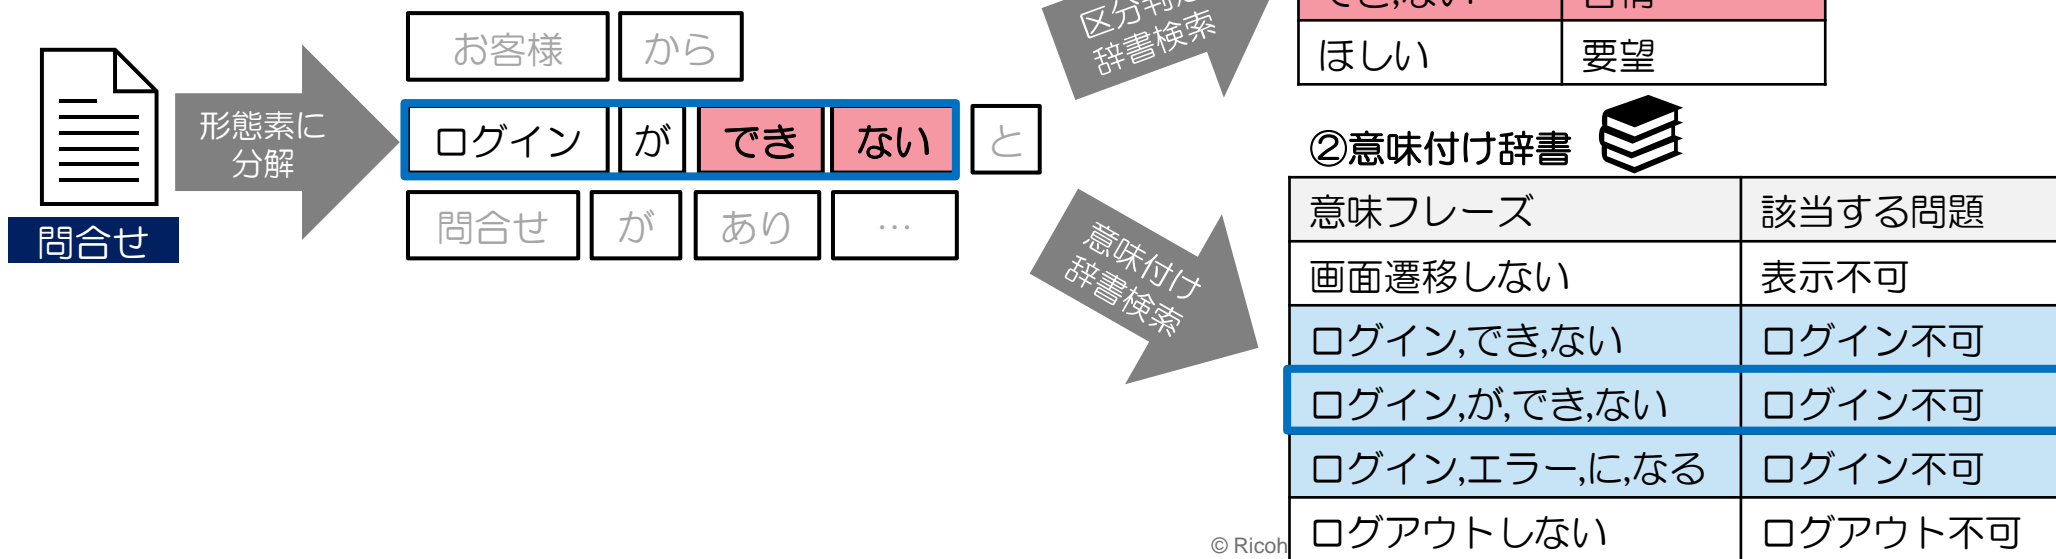 お客様 から
ログイン が でき ない と
問合せ が あり …
形態素に
分解
問合せ
辞書検索
意味付け
辞書検索
ほしい 要望
②意味付け辞書
意味フレーズ 該当する問題
画面遷移しない 表示不可
ログイン,でき,ない ログイン不可
ログイン,が,でき,ない ログイン不可
ログイン,エラー,に,なる ログイン不可
ログアウトしない ログアウト不可
© Ricoh